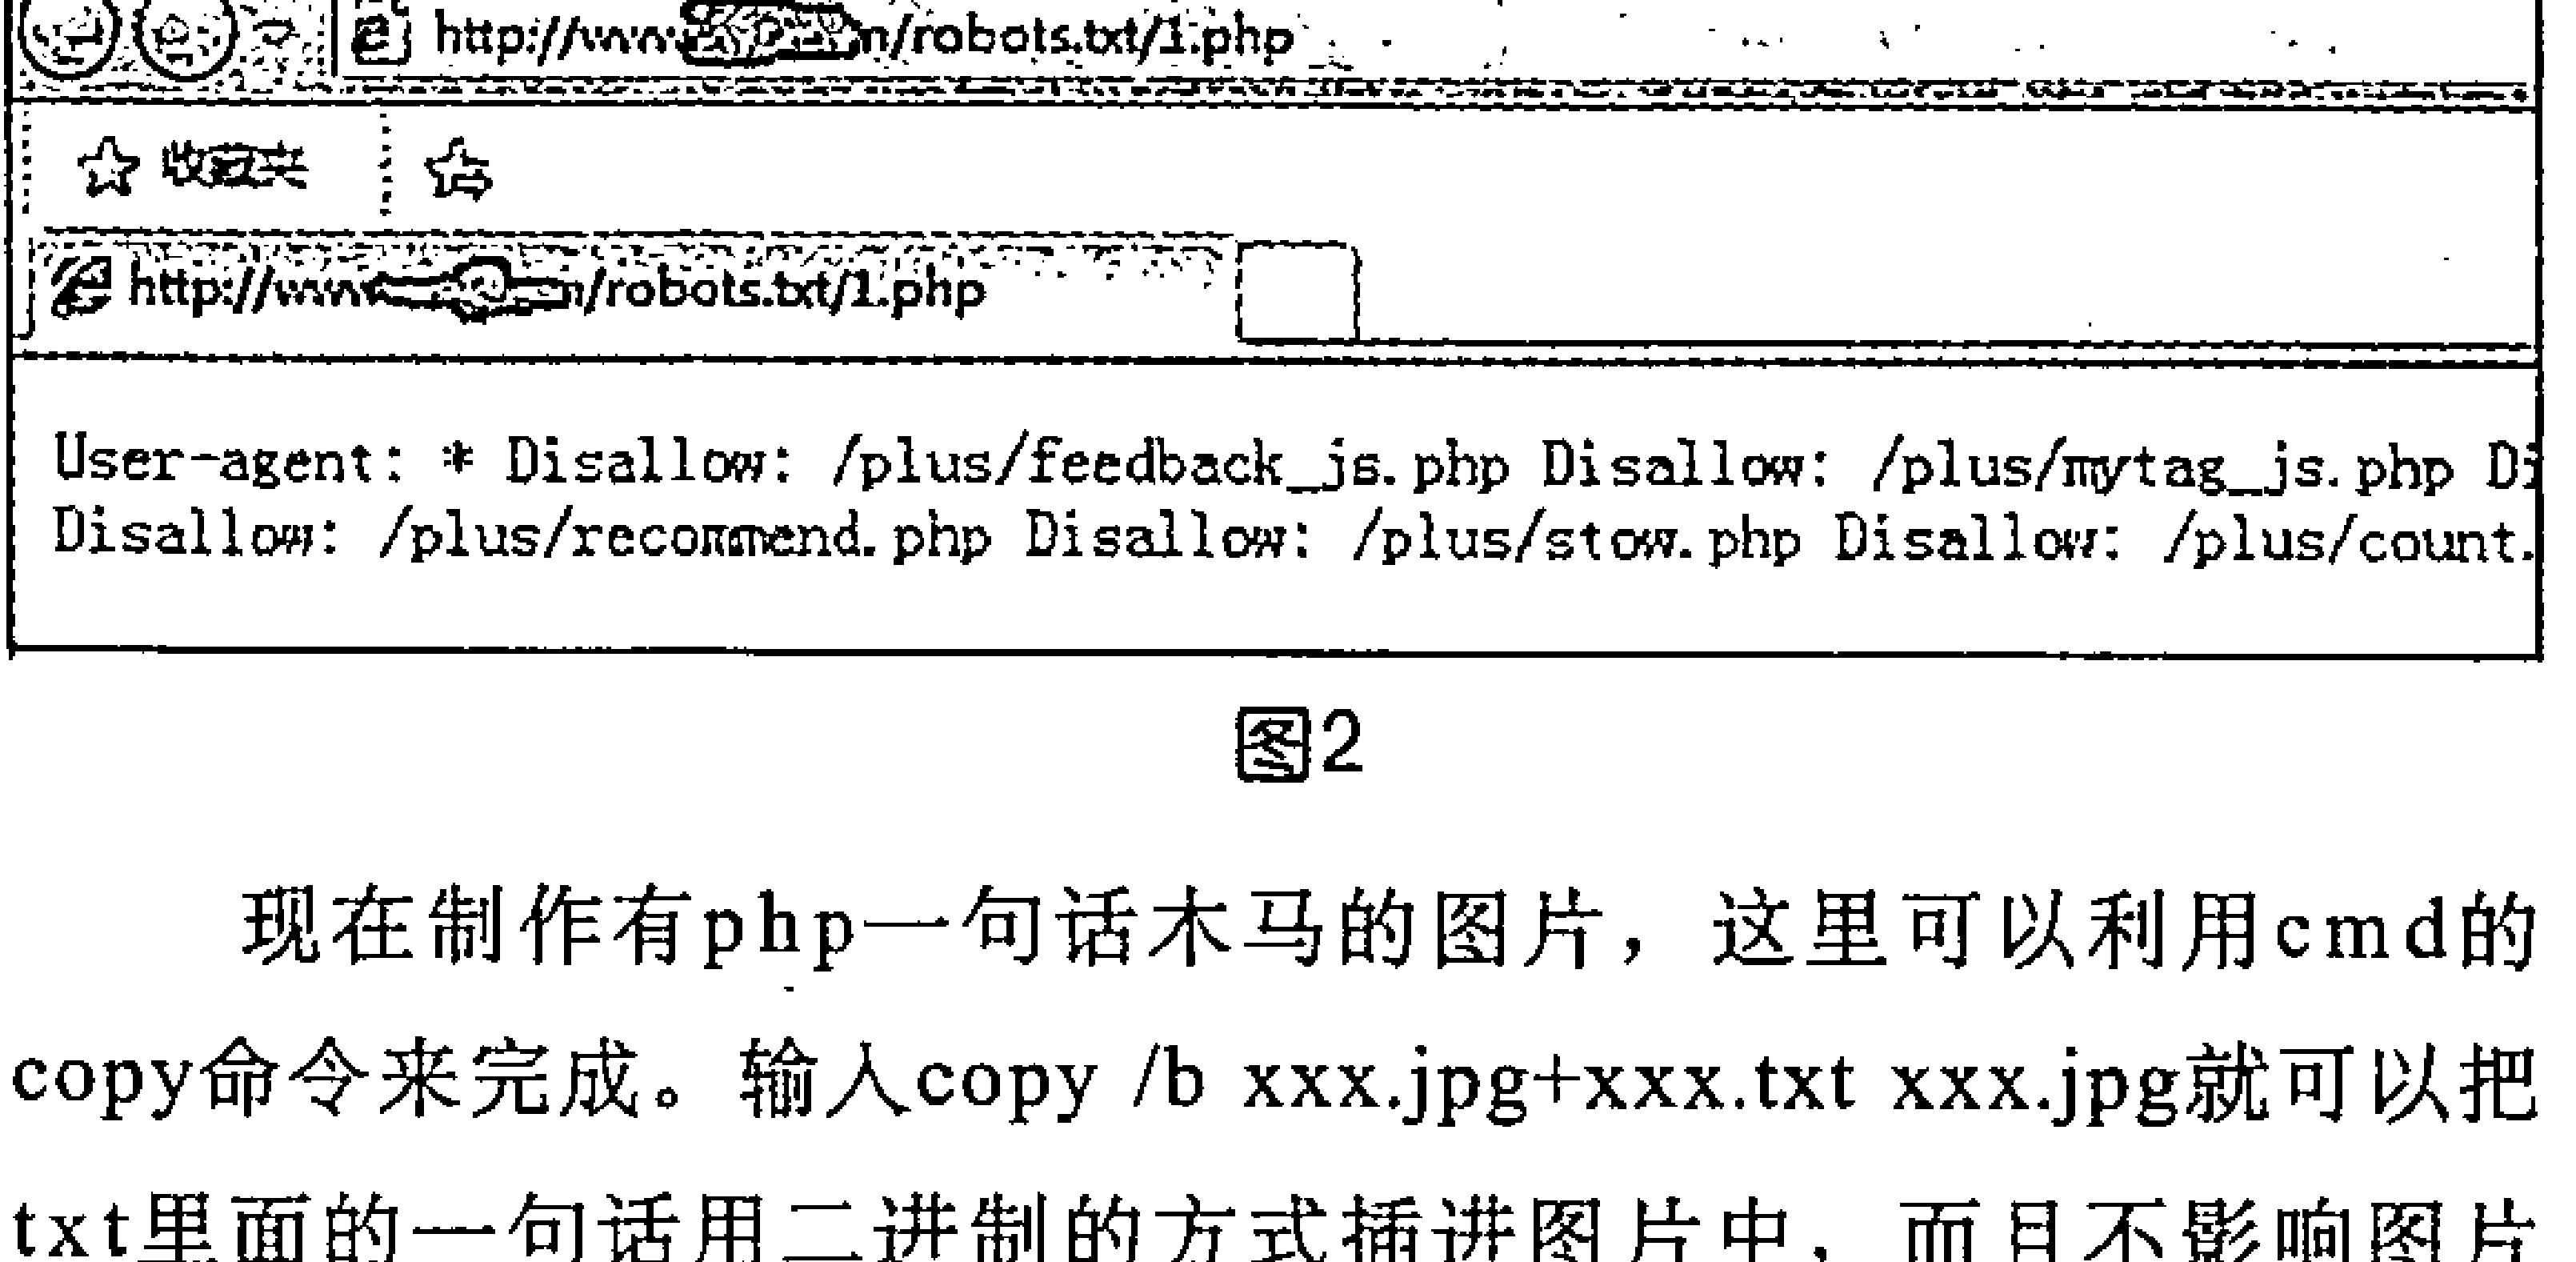 http://www n/robots.txt/1.php
收藏夹
http://www n/robots.txt/1.php
User-agent: * Disallow: /plus/feedback_js.php Disallow: /plus/mytag_js.php Di
Disallow: /plus/recommend.php Disallow: /plus/stow.php Disallow: /plus/count.
图2
现在制作有php一句话木马的图片，这里可以利用cmd的
copy命令来完成。输入copy /b xxx.jpg+xxx.txt xxx.jpg就可以把
txt里面的一句话用二进制的方式插进图片中，而且不影响图片